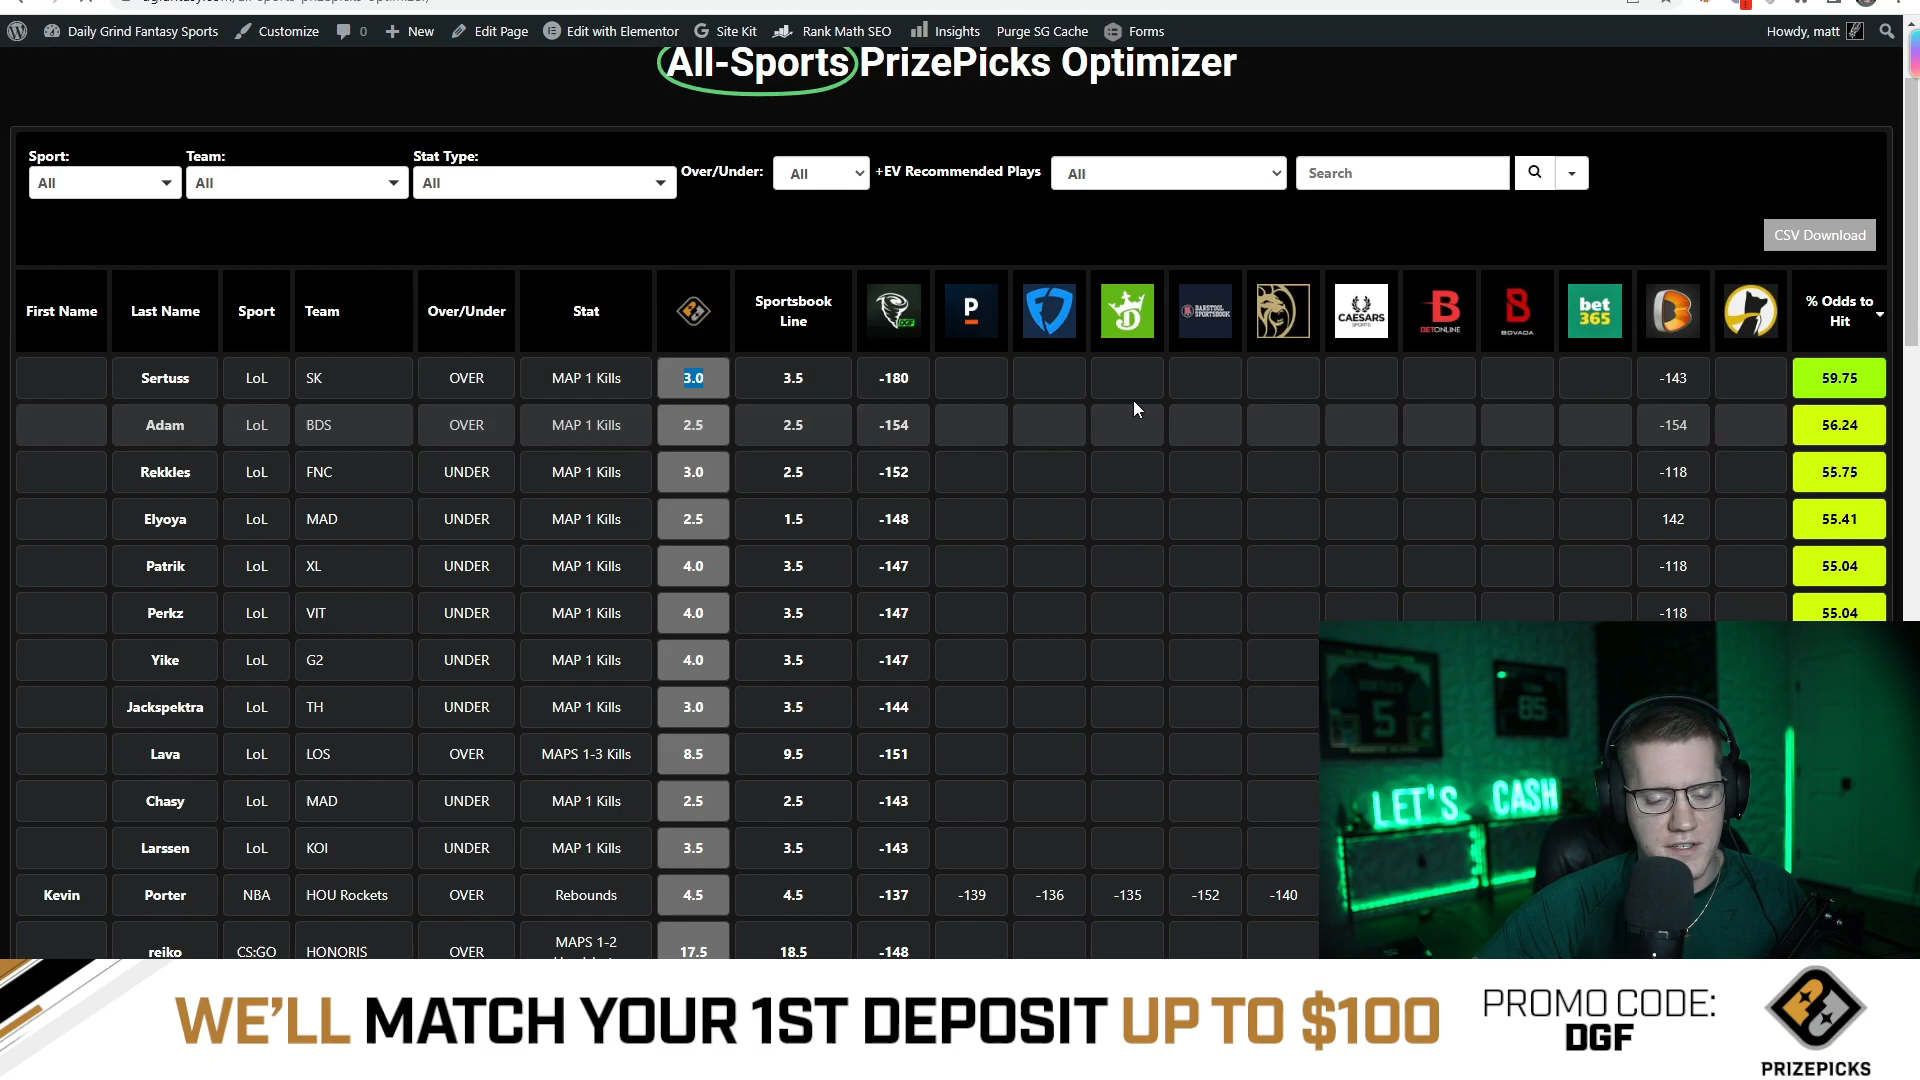 Daily Grind Fantasy Sports Customize 0 New Edit Page Edit with Elementor Site Kit Rank Math SEO Insights Purge SG Cache Forms Howdy, matt
All-Sports PrizePicks Optimizer
Sport: Team: Stat Type:
All All All Over/Under: All +EV Recommended Plays All Search
CSV Download
First Name Last Name Sport Team Over/Under Stat Sportsbook Line DGF P BARSTOOL SPORTSBOOK CAESARS SPORTS B BETONLINE B BOVADA bet365 % Odds to Hit
Sertuss LoL SK OVER MAP 1 Kills 3.0 3.5 -180 -143 59.75
Adam LoL BDS OVER MAP 1 Kills 2.5 2.5 -154 -154 56.24
Rekkles LoL FNC UNDER MAP 1 Kills 3.0 2.5 -152 -118 55.75
Elyoya LoL MAD UNDER MAP 1 Kills 2.5 1.5 -148 142 55.41
Patrik LoL XL UNDER MAP 1 Kills 4.0 3.5 -147 -118 55.04
Perkz LoL VIT UNDER MAP 1 Kills 4.0 3.5 -147 -118 55.04
Yike LoL G2 UNDER MAP 1 Kills 4.0 3.5 -147
Jackspektra LoL TH UNDER MAP 1 Kills 3.0 3.5 -144
Lava LoL LOS OVER MAPS 1-3 Kills 8.5 9.5 -151
Chasy LoL MAD UNDER MAP 1 Kills 2.5 2.5 -143
Larssen LoL KOI UNDER MAP 1 Kills 3.5 3.5 -143
Kevin Porter NBA HOU Rockets OVER Rebounds 4.5 4.5 -137 -139 -136 -135 -152 -140
reiko CS:GO HONORIS OVER MAPS 1-2 17.5 18.5 -148
5 85
LET'S CASH
WE'LL MATCH YOUR 1ST DEPOSIT UP TO $100
PROMO CODE:
DGF
PRIZEPICKS